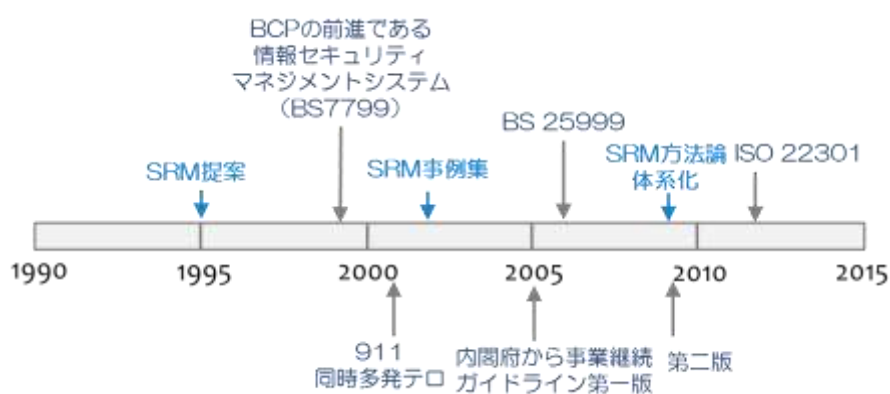 BCPの前進である
情報セキュリティ
マネジメントシステム
（BS7799）
BS 25999
SRM提案
SRM事例集
SRM方法論
体系化
ISO 22301
1990
1995
2000
2005
2010
2015
911
同時多発テロ
内閣府から事業継続
ガイドライン第一版
第二版